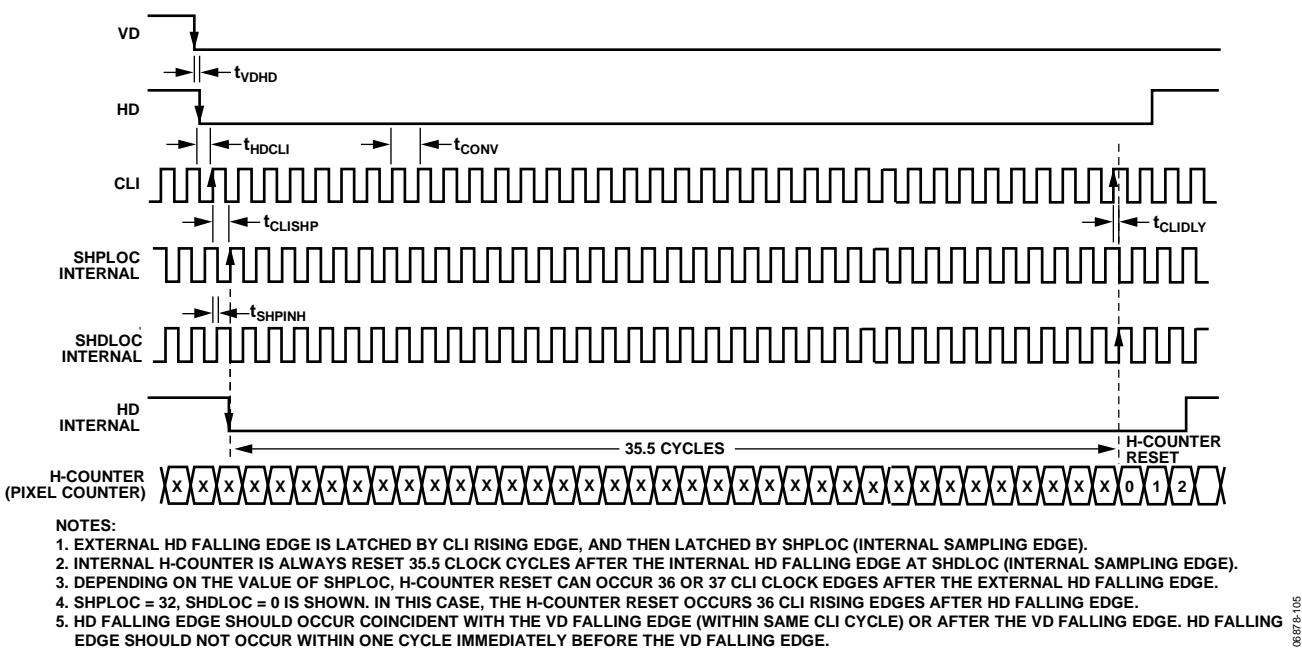 VD
tVDHD
HD
tHDCLI
tCONV
CLI
tCLISHP
tCLIDLY
SHPLOC
INTERNAL
tSHPINH
SHDLOC
INTERNAL
HD
INTERNAL
35.5 CYCLES
H-COUNTER
RESET
H-COUNTER
(PIXEL COUNTER)
X X X X X X X X X X X X X X X X X X X X X X X X X X X X X X X X X X X X X 0 1 2
NOTES:
1. EXTERNAL HD FALLING EDGE IS LATCHED BY CLI RISING EDGE, AND THEN LATCHED BY SHPLOC (INTERNAL SAMPLING EDGE).
2. INTERNAL H-COUNTER IS ALWAYS RESET 35.5 CLOCK CYCLES AFTER THE INTERNAL HD FALLING EDGE AT SHDLOC (INTERNAL SAMPLING EDGE).
3. DEPENDING ON THE VALUE OF SHPLOC, H-COUNTER RESET CAN OCCUR 36 OR 37 CLI CLOCK EDGES AFTER THE EXTERNAL HD FALLING EDGE.
4. SHPLOC = 32, SHDLOC = 0 IS SHOWN. IN THIS CASE, THE H-COUNTER RESET OCCURS 36 CLI RISING EDGES AFTER HD FALLING EDGE.
5. HD FALLING EDGE SHOULD OCCUR COINCIDENT WITH THE VD FALLING EDGE (WITHIN SAME CLI CYCLE) OR AFTER THE VD FALLING EDGE. HD FALLING
EDGE SHOULD NOT OCCUR WITHIN ONE CYCLE IMMEDIATELY BEFORE THE VD FALLING EDGE.
06878-105